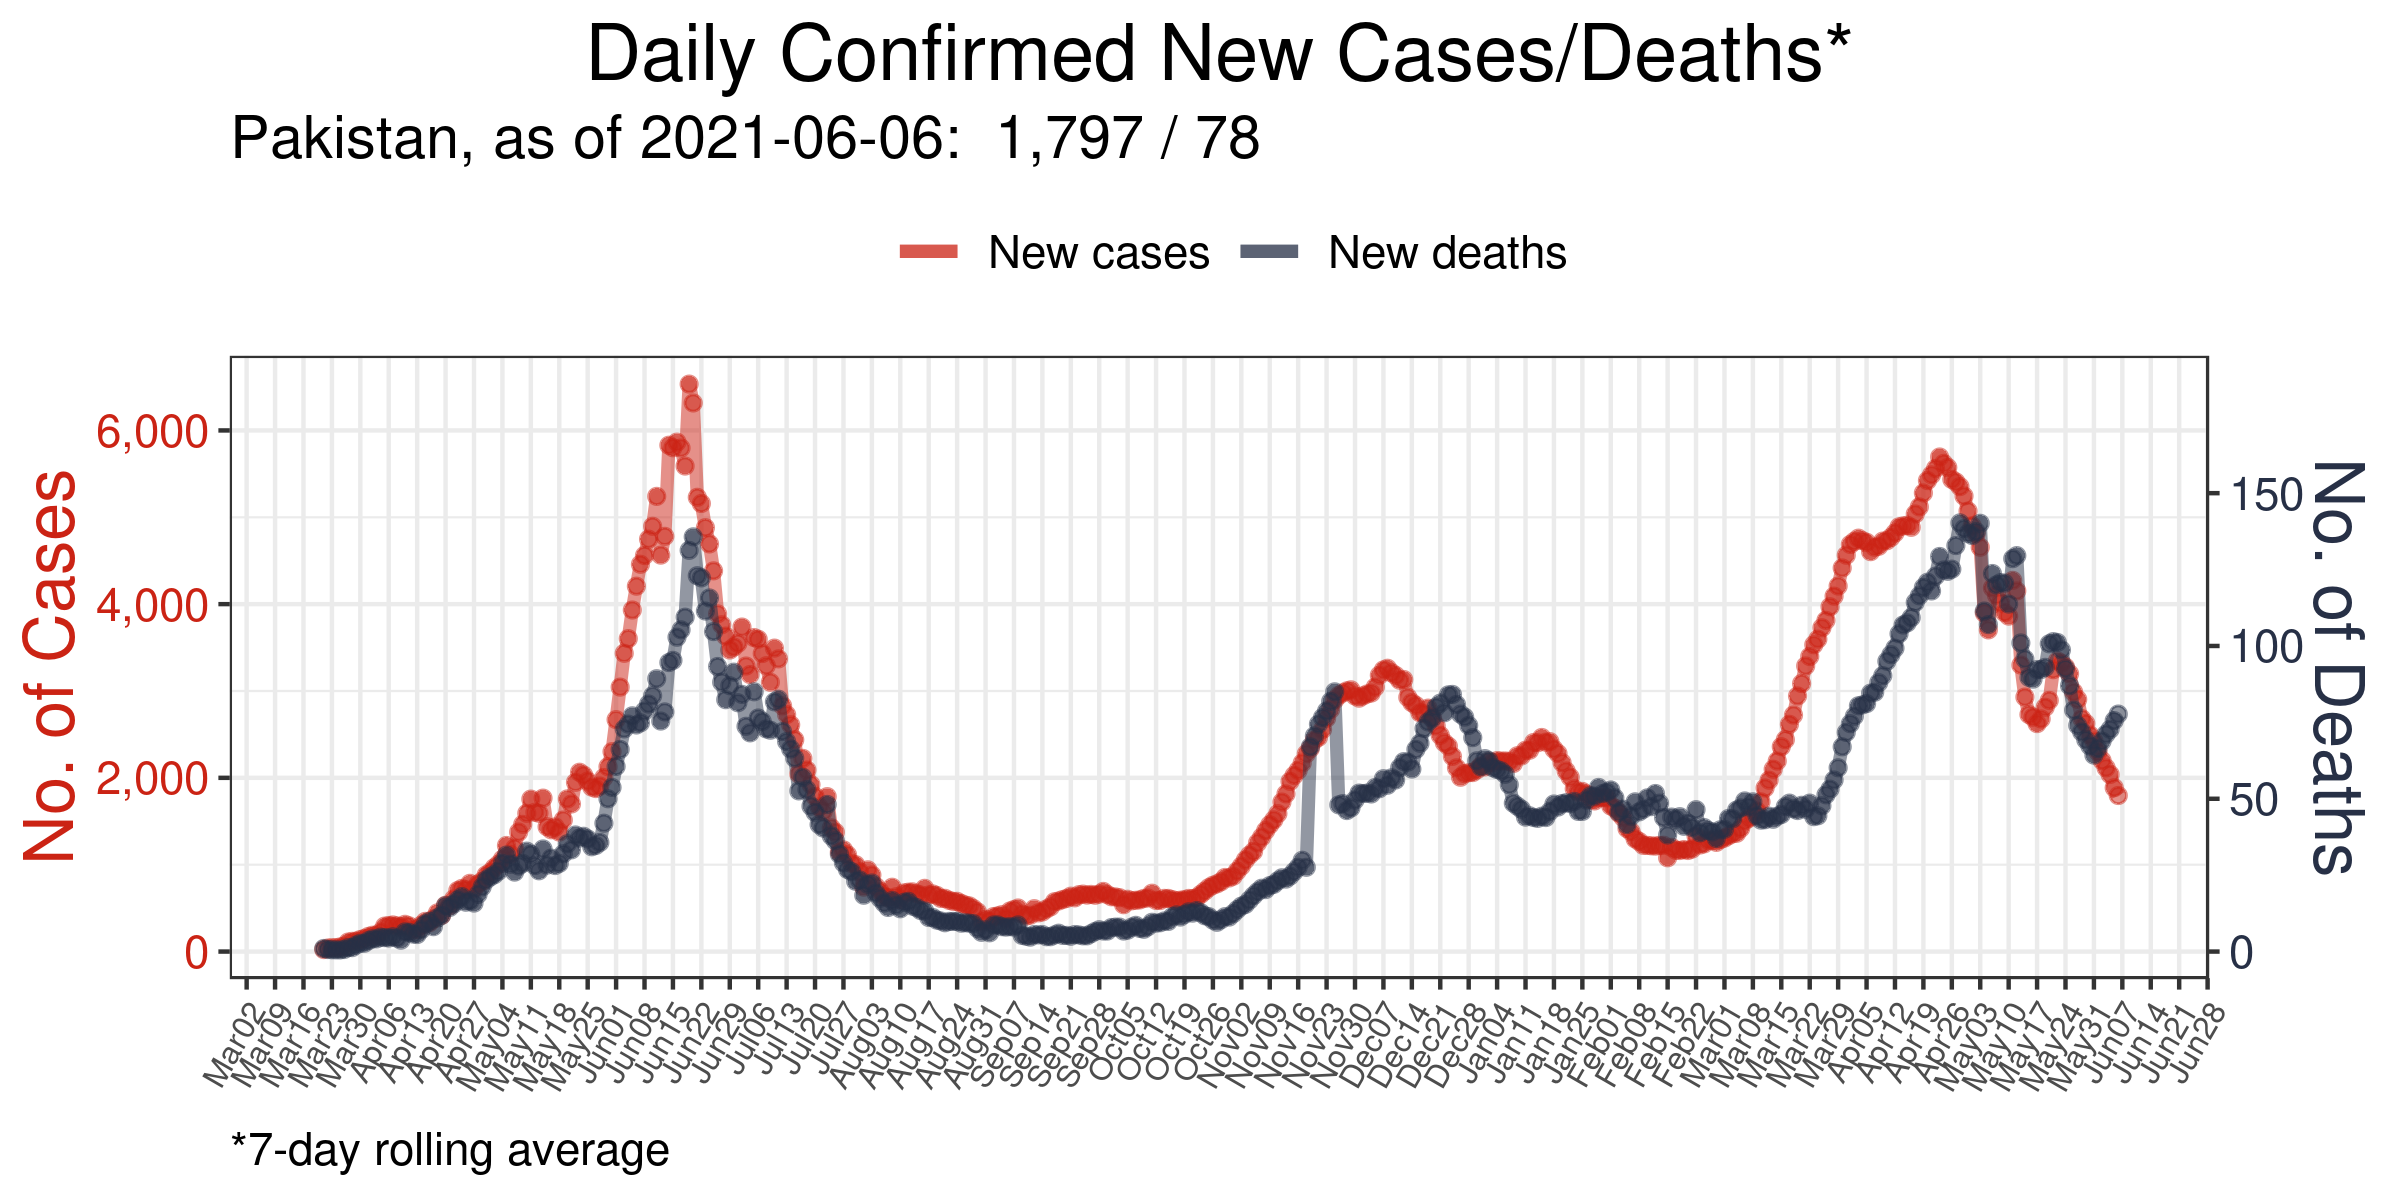 Daily Confirmed New Cases/Deaths*
Pakistan, as of 2021-06-06:  1,797 / 78
New cases New deaths
No. of Cases
6,000
4,000
2,000
0
150
100
50
0
No. of Deaths
Mar02 Mar09 Mar16 Mar23 Mar30 Apr06 Apr13 Apr20 Apr27 May04 May11 May18 May25 Jun01 Jun08 Jun15 Jun22 Jun29 Jul06 Jul13 Jul20 Jul27 Aug03 Aug10 Aug17 Aug24 Aug31 Sep07 Sep14 Sep21 Sep28 Oct05 Oct12 Oct19 Oct26 Nov02 Nov09 Nov16 Nov23 Nov30 Dec07 Dec14 Dec21 Dec28 Jan04 Jan11 Jan18 Jan25 Feb01 Feb08 Feb15 Feb22 Mar01 Mar08 Mar15 Mar22 Mar29 Apr05 Apr12 Apr19 Apr26 May03 May10 May17 May24 May31 Jun07 Jun14 Jun21 Jun28
*7-day rolling average